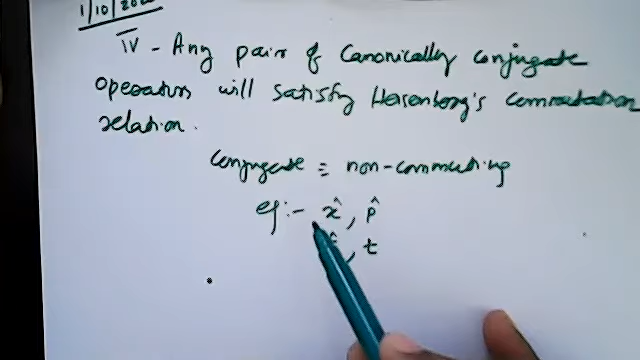 1/10/20
IV - Any pair of Canonically conjugate
operators will satisfy Heisenberg's Commutation
relation.
Conjugate = non-commuting
eg:- x̂ , p̂
, t